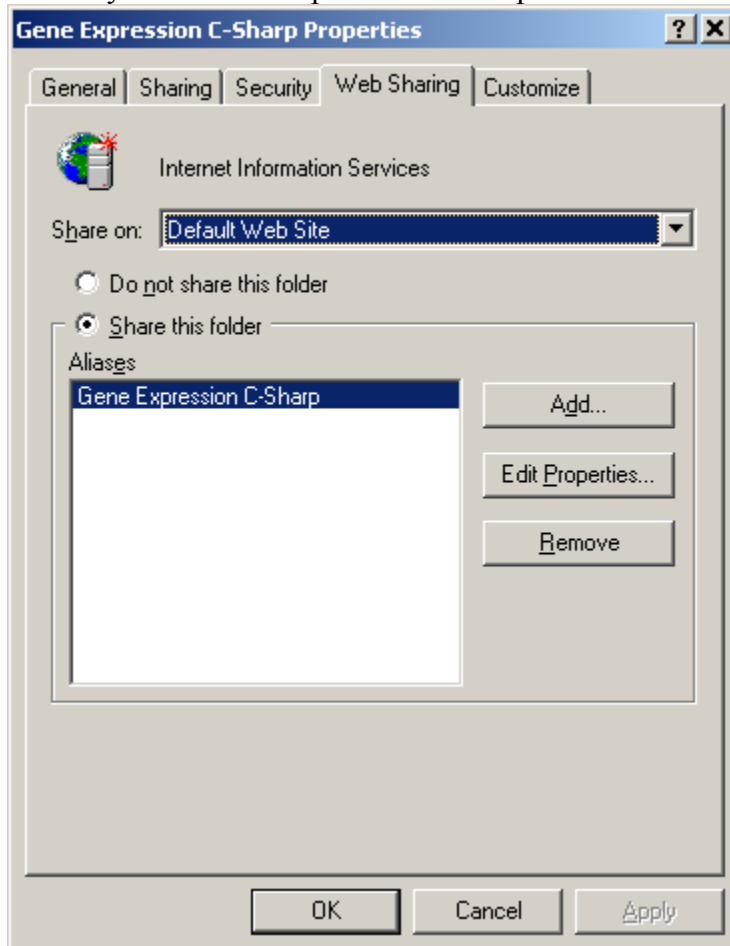 Gene Expression C-Sharp Properties
General Sharing Security Web Sharing Customize
Internet Information Services
Share on: Default Web Site
Do not share this folder
Share this folder
Aliases
Gene Expression C-Sharp
Add...
Edit Properties...
Remove
OK Cancel Apply